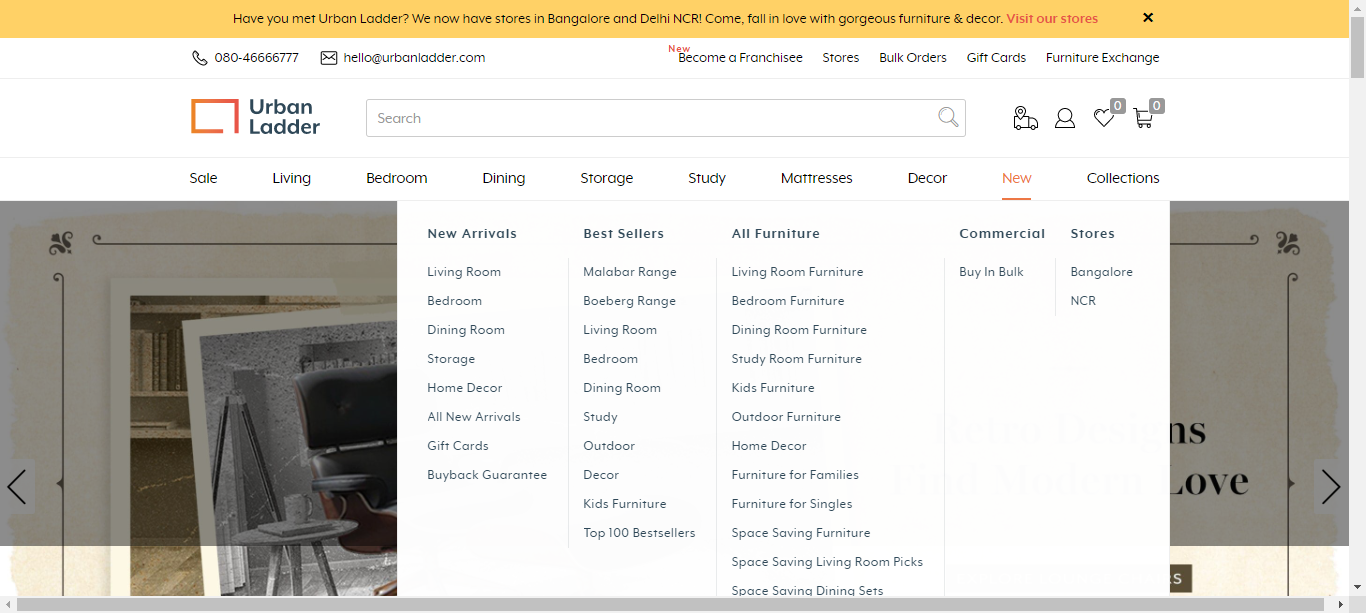 Have you met Urban Ladder? We now have stores in Bangalore and Delhi NCR! Come, fall in love with gorgeous furniture & decor. Visit our stores
080-46666777 hello@urbanladder.com New Become a Franchisee Stores Bulk Orders Gift Cards Furniture Exchange
Urban
Ladder
Search
0 0
Sale Living Bedroom Dining Storage Study Mattresses Decor New Collections
New Arrivals
Living Room
Bedroom
Dining Room
Storage
Home Decor
All New Arrivals
Gift Cards
Buyback Guarantee
Best Sellers
Malabar Range
Boeberg Range
Living Room
Bedroom
Dining Room
Study
Outdoor
Decor
Kids Furniture
Top 100 Bestsellers
All Furniture
Living Room Furniture
Bedroom Furniture
Dining Room Furniture
Study Room Furniture
Kids Furniture
Outdoor Furniture
Home Decor
Furniture for Families
Furniture for Singles
Space Saving Furniture
Space Saving Living Room Picks
Space Saving Dining Sets
Commercial
Buy In Bulk
Stores
Bangalore
NCR
Retro Designs
Find Modern Love